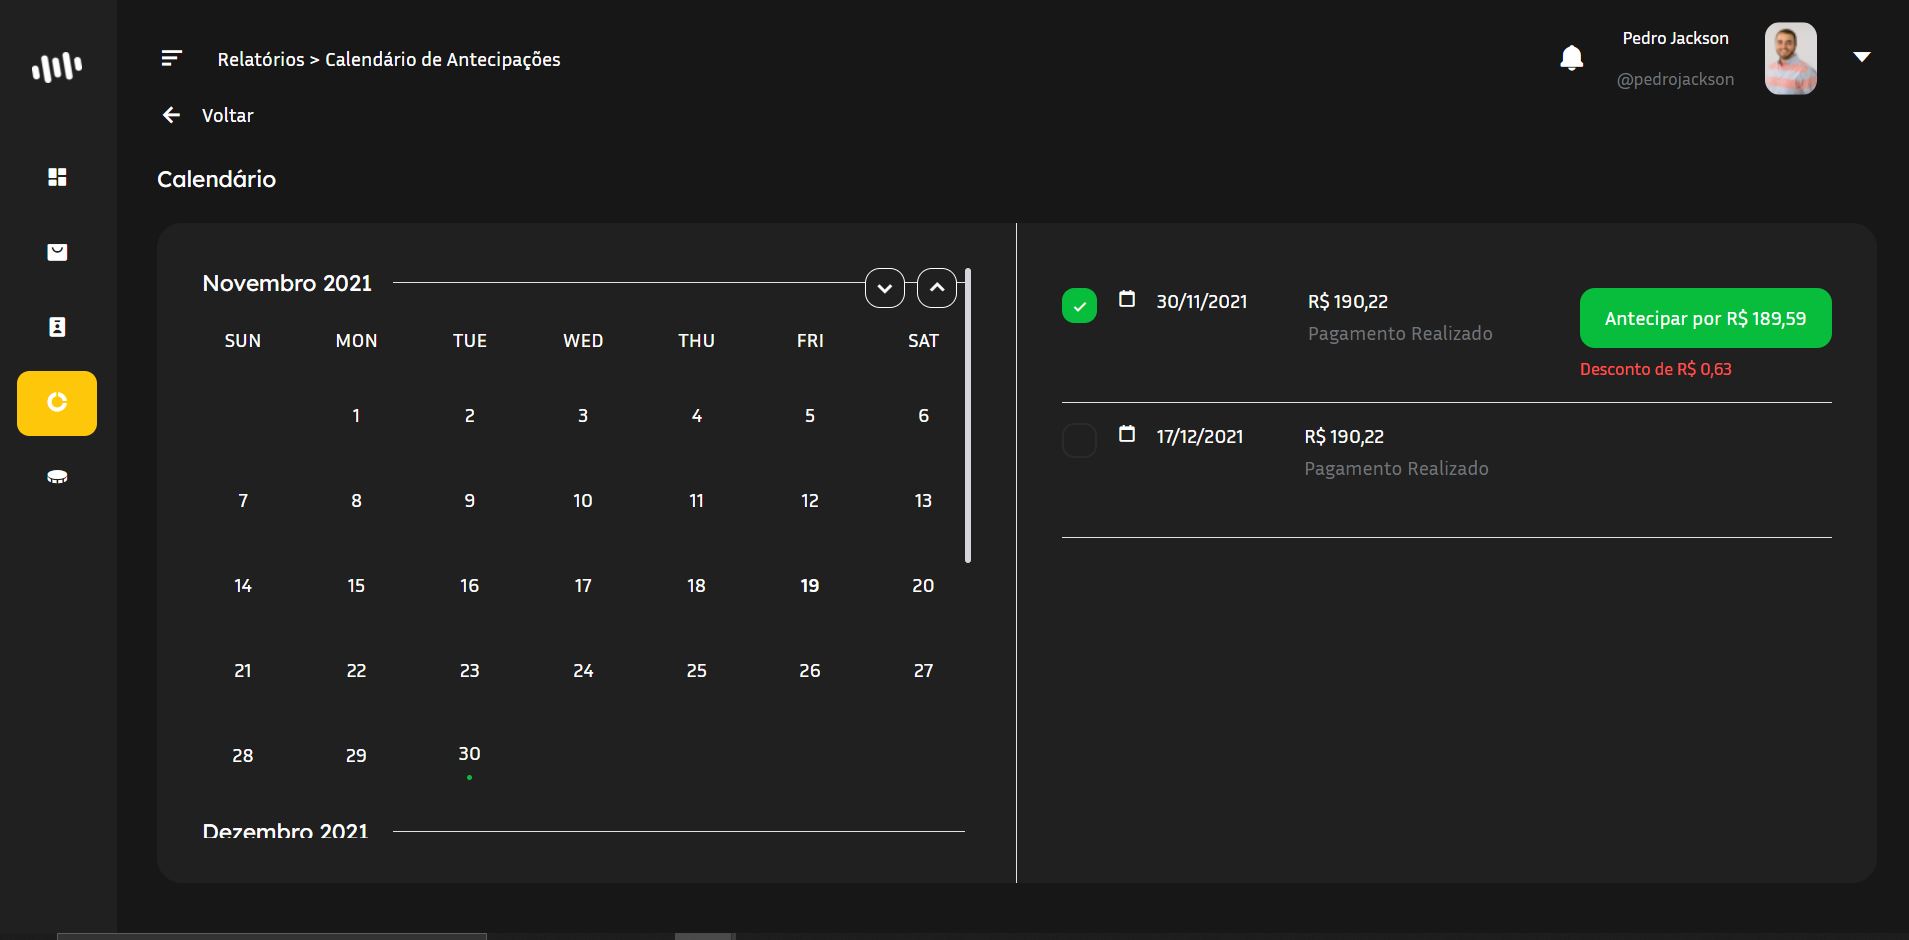 Relatórios > Calendário de Antecipações
Pedro Jackson
@pedrojackson
Voltar
Calendário
Novembro 2021
SUN MON TUE WED THU FRI SAT
1 2 3 4 5 6
7 8 9 10 11 12 13
14 15 16 17 18 19 20
21 22 23 24 25 26 27
28 29 30
Dezembro 2021
30/11/2021 R$ 190,22 Antecipar por R$ 189,59
Pagamento Realizado
Desconto de R$ 0,63
17/12/2021 R$ 190,22
Pagamento Realizado